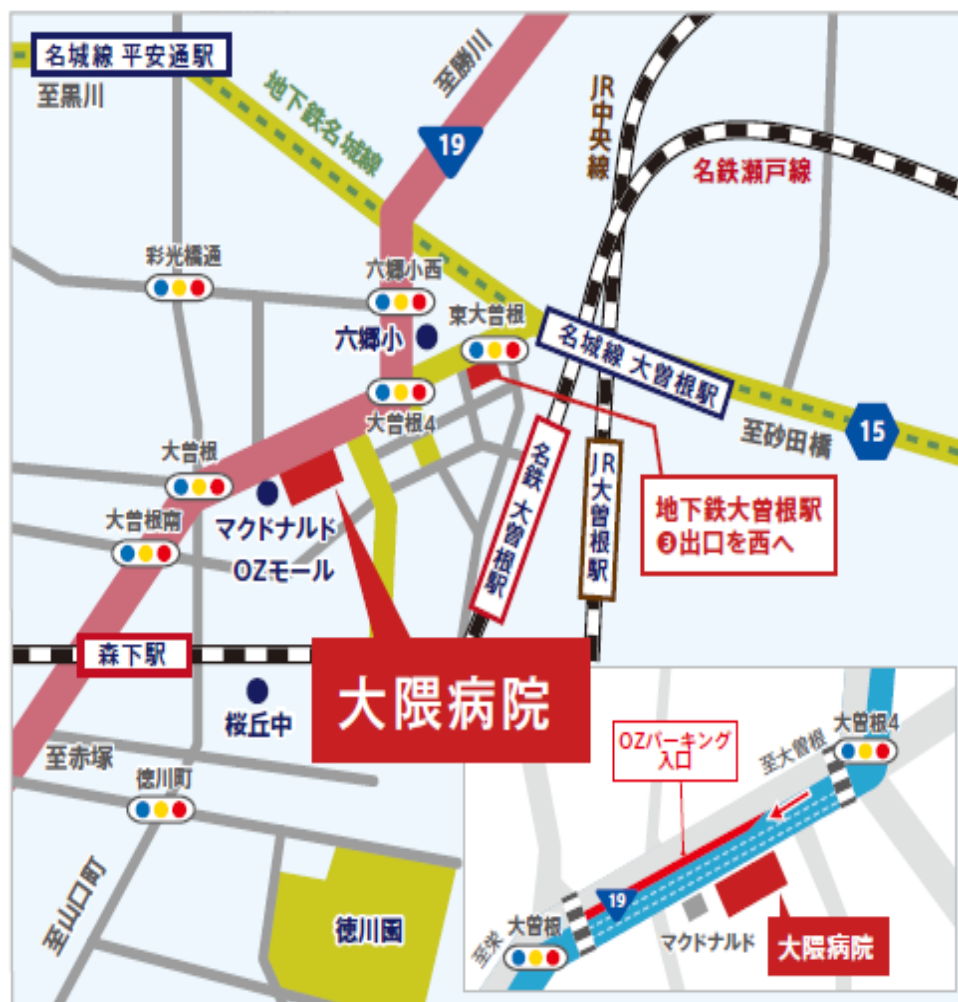 名城線 平安通駅
至黒川
地下鉄名城線
至勝川
19
JR中央線
名鉄瀬戸線
彩光橋通
六郷小西
六郷小
東大曽根
名城線 大曽根駅
大曽根4
至砂田橋
15
大曽根
名鉄 大曽根駅
JR大曽根駅
地下鉄大曽根駅
❸出口を西へ
大曽根南
マクドナルド
OZモール
森下駅
大隈病院
桜丘中
至赤塚
徳川町
至山口町
徳川園
OZパーキング
入口
至大曽根
大曽根4
19
至栄
大曽根
マクドナルド
大隈病院